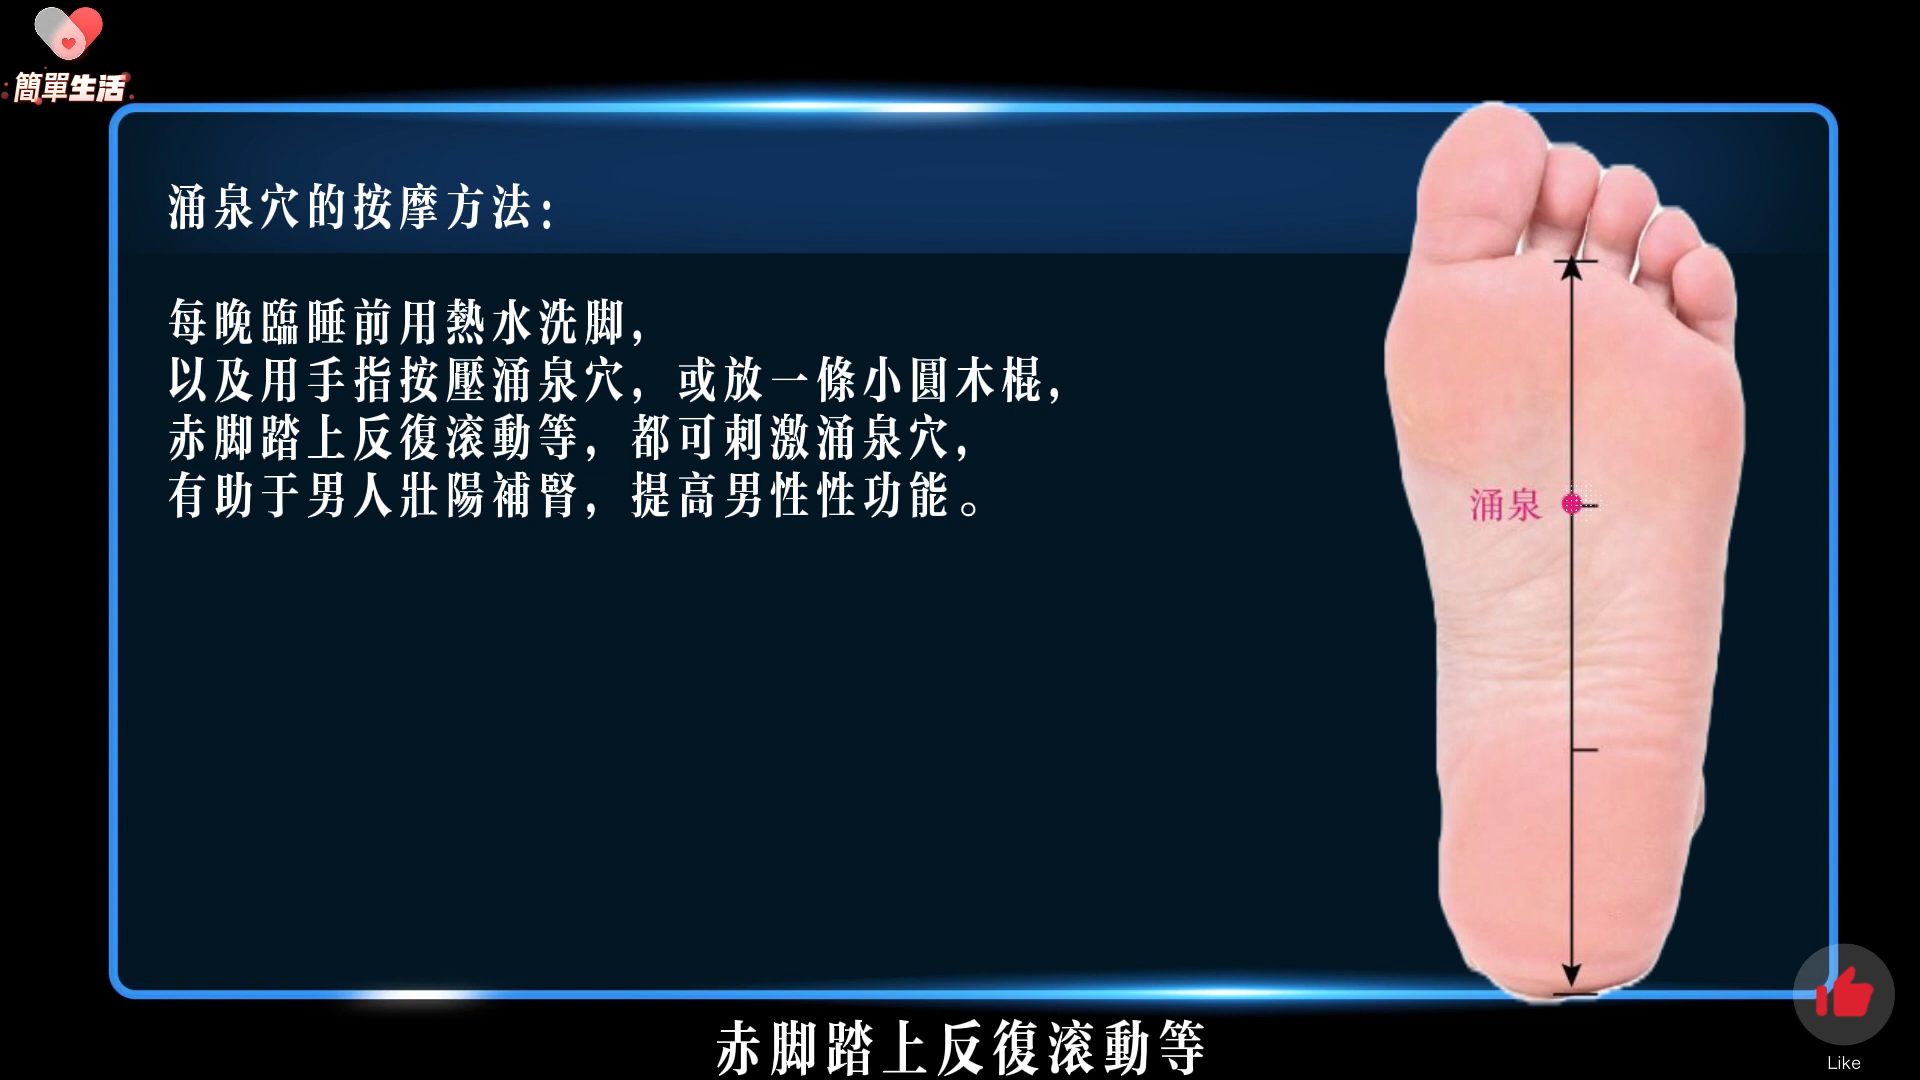 簡單生活
涌泉穴的按摩方法：
每晚臨睡前用熱水洗脚，
以及用手指按壓涌泉穴，或放一條小圓木棍，
赤脚踏上反復滚動等，都可刺激涌泉穴，
有助于男人壯陽補腎，提高男性性功能。
涌泉
赤脚踏上反復滚動等
Like